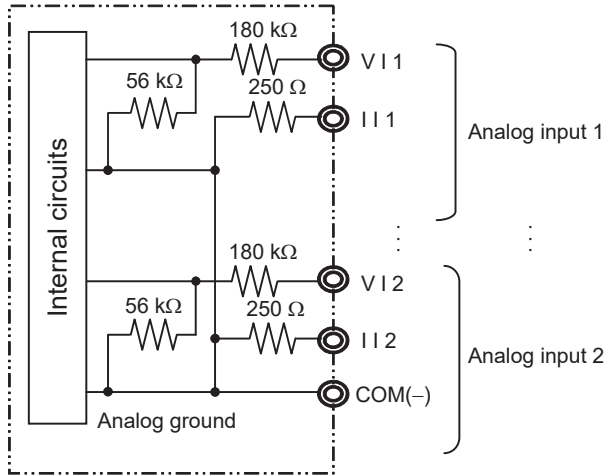 180 kΩ
V I 1
56 kΩ
250 Ω
I I 1
Analog input 1
Internal circuits
180 kΩ
V I 2
56 kΩ
250 Ω
I I 2
Analog input 2
COM(−)
Analog ground